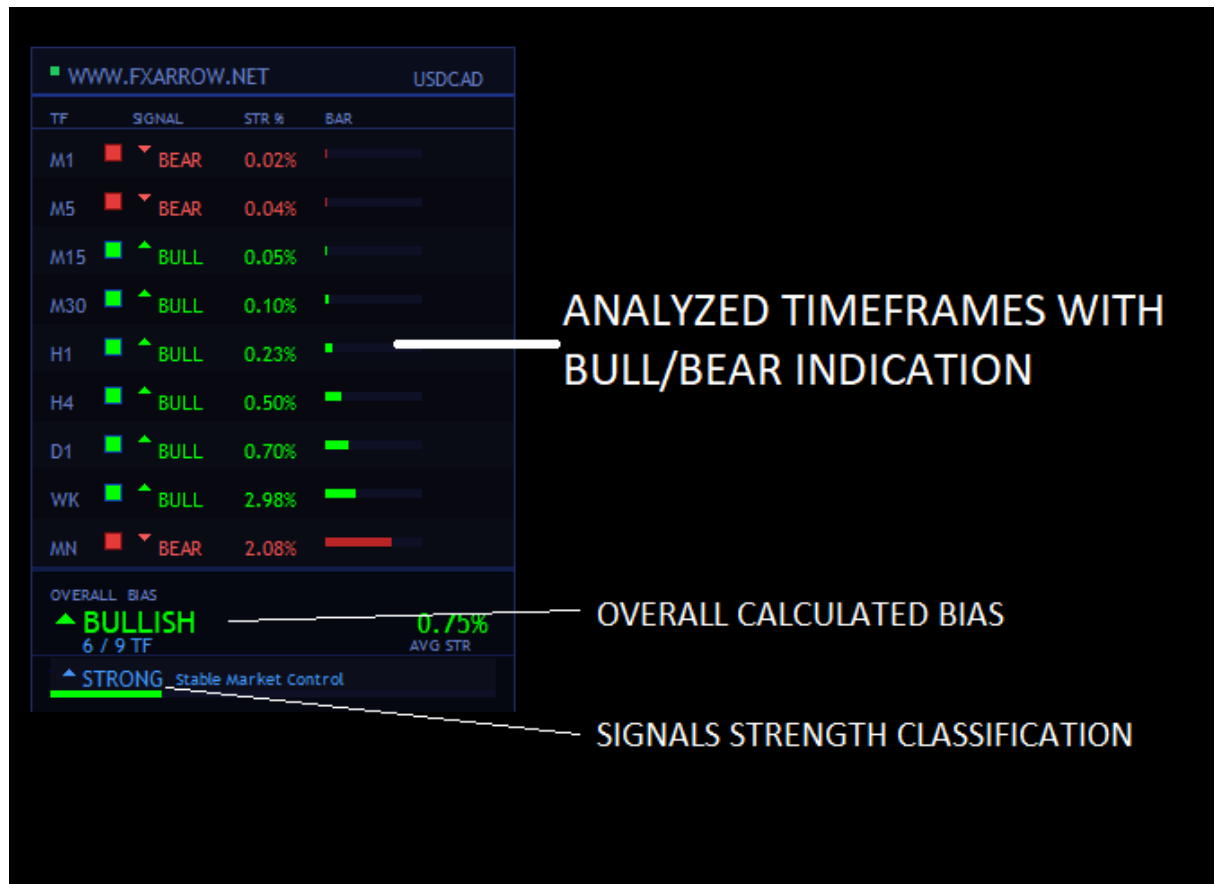 WWW.FXARROW.NET USDCAD
TF SIGNAL STR % BAR
M1 BEAR 0.02%
M5 BEAR 0.04%
M15 BULL 0.05%
M30 BULL 0.10%
H1 BULL 0.23%
H4 BULL 0.50%
D1 BULL 0.70%
WK BULL 2.98%
MN BEAR 2.08%
ANALYZED TIMEFRAMES WITH
BULL/BEAR INDICATION
OVERALL BIAS
BULLISH 0.75%
6 / 9 TF AVG STR
OVERALL CALCULATED BIAS
STRONG Stable Market Control
SIGNALS STRENGTH CLASSIFICATION